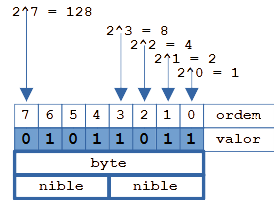 2^7 = 128
2^3 = 8
2^2 = 4
2^1 = 2
2^0 = 1
7 6 5 4 3 2 1 0 ordem
0 1 0 1 1 0 1 1 valor
byte
nible nible